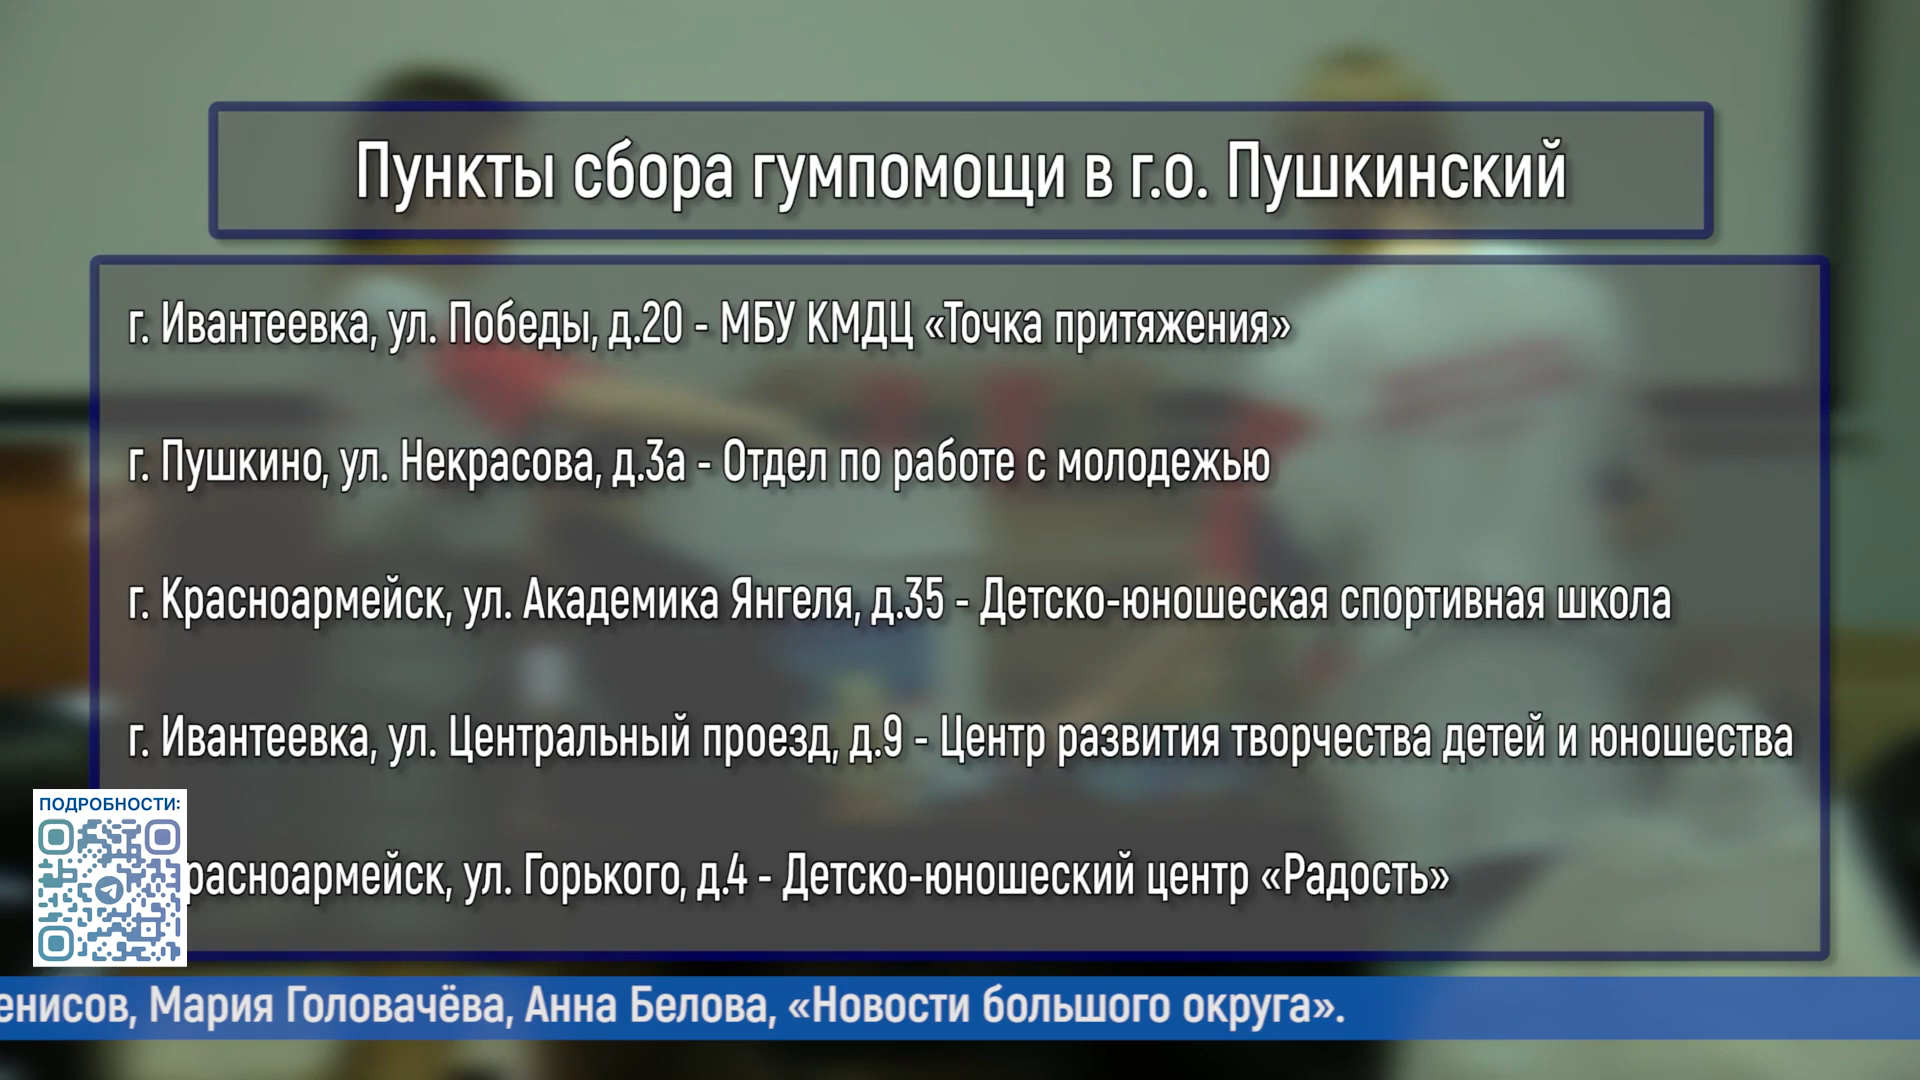 Пункты сбора гумпомощи в г.о. Пушкинский
г. Ивантеевка, ул. Победы, д.20 - МБУ КМДЦ «Точка притяжения»
г. Пушкино, ул. Некрасова, д.3а - Отдел по работе с молодежью
г. Красноармейск, ул. Академика Янгеля, д.35 - Детско-юношеская спортивная школа
г. Ивантеевка, ул. Центральный проезд, д.9 - Центр развития творчества детей и юношества
ПОДРОБНОСТИ:
расноармейск, ул. Горького, д.4 - Детско-юношеский центр «Радость»
енисов, Мария Головачёва, Анна Белова, «Новости большого округа».